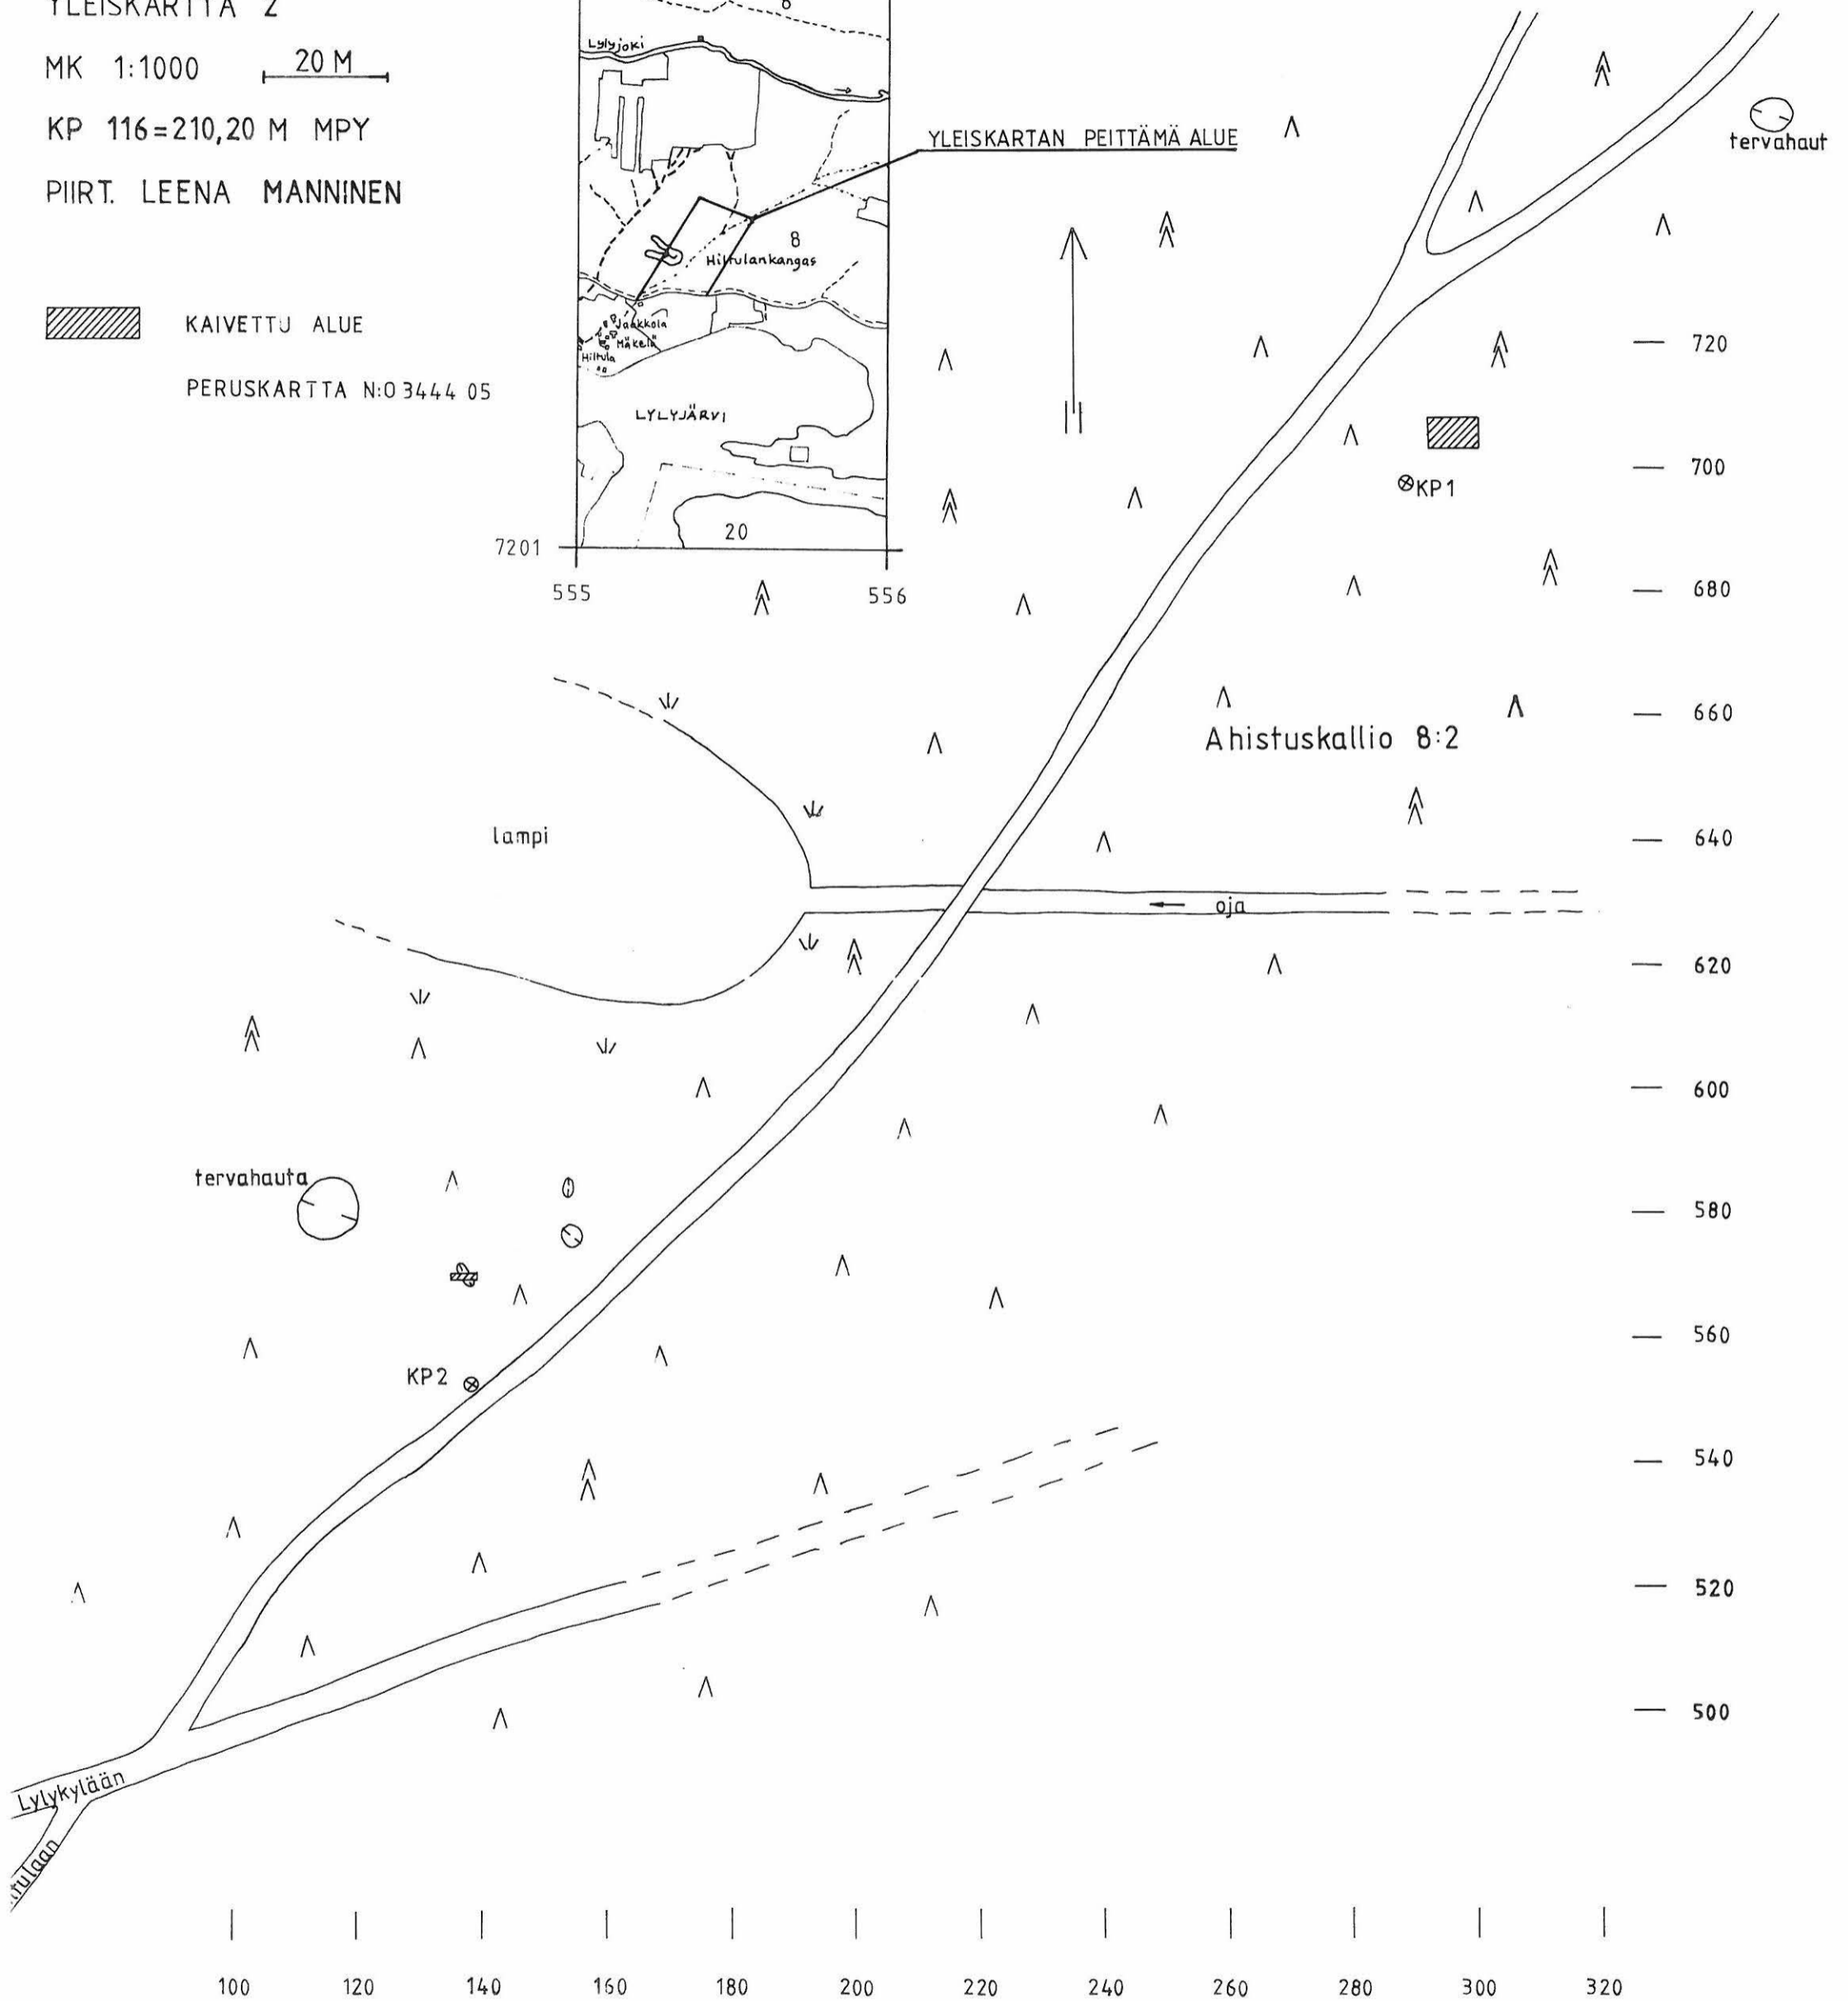 YLEISKARTTA 2
MK 1:1000 20 M
KP 116=210,20 M MPY
PIIRT. LEENA MANNINEN
KAIVETTU ALUE
PERUSKARTTA N:O 3444 05
8
Lylyjoki
YLEISKARTAN PEITTÄMÄ ALUE
8
Hiltulankangas
Jaakkola
Mäkelä
Hiltula
LYLYJÄRVI
20
7201
555
556
tervahaut
KP1
Ahistuskallio 8:2
lampi
oja
tervahauta
KP2
Lylykylään
tulaan
720
700
680
660
640
620
600
580
560
540
520
500
100 120 140 160 180 200 220 240 260 280 300 320